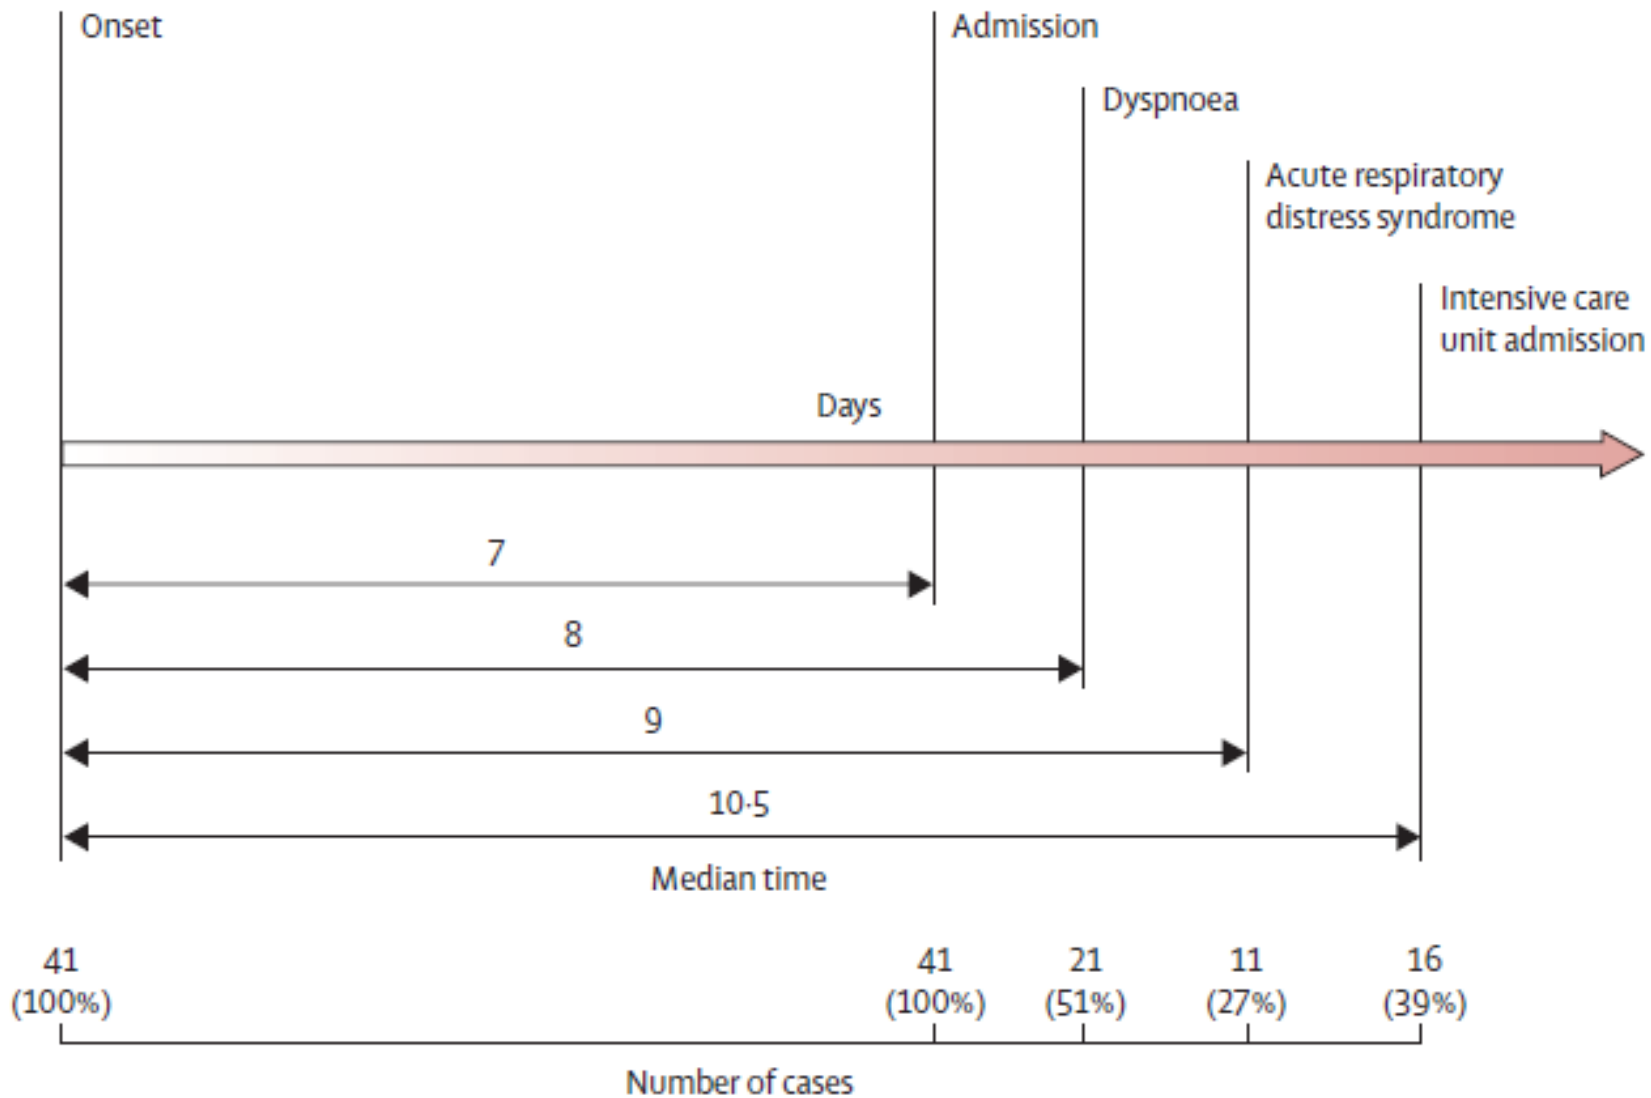 Onset
Admission
Dyspnoea
Acute respiratory
distress syndrome
Intensive care
unit admission
Days
7
8
9
10·5
Median time
41 41 21 11 16
(100%) (100%) (51%) (27%) (39%)
Number of cases